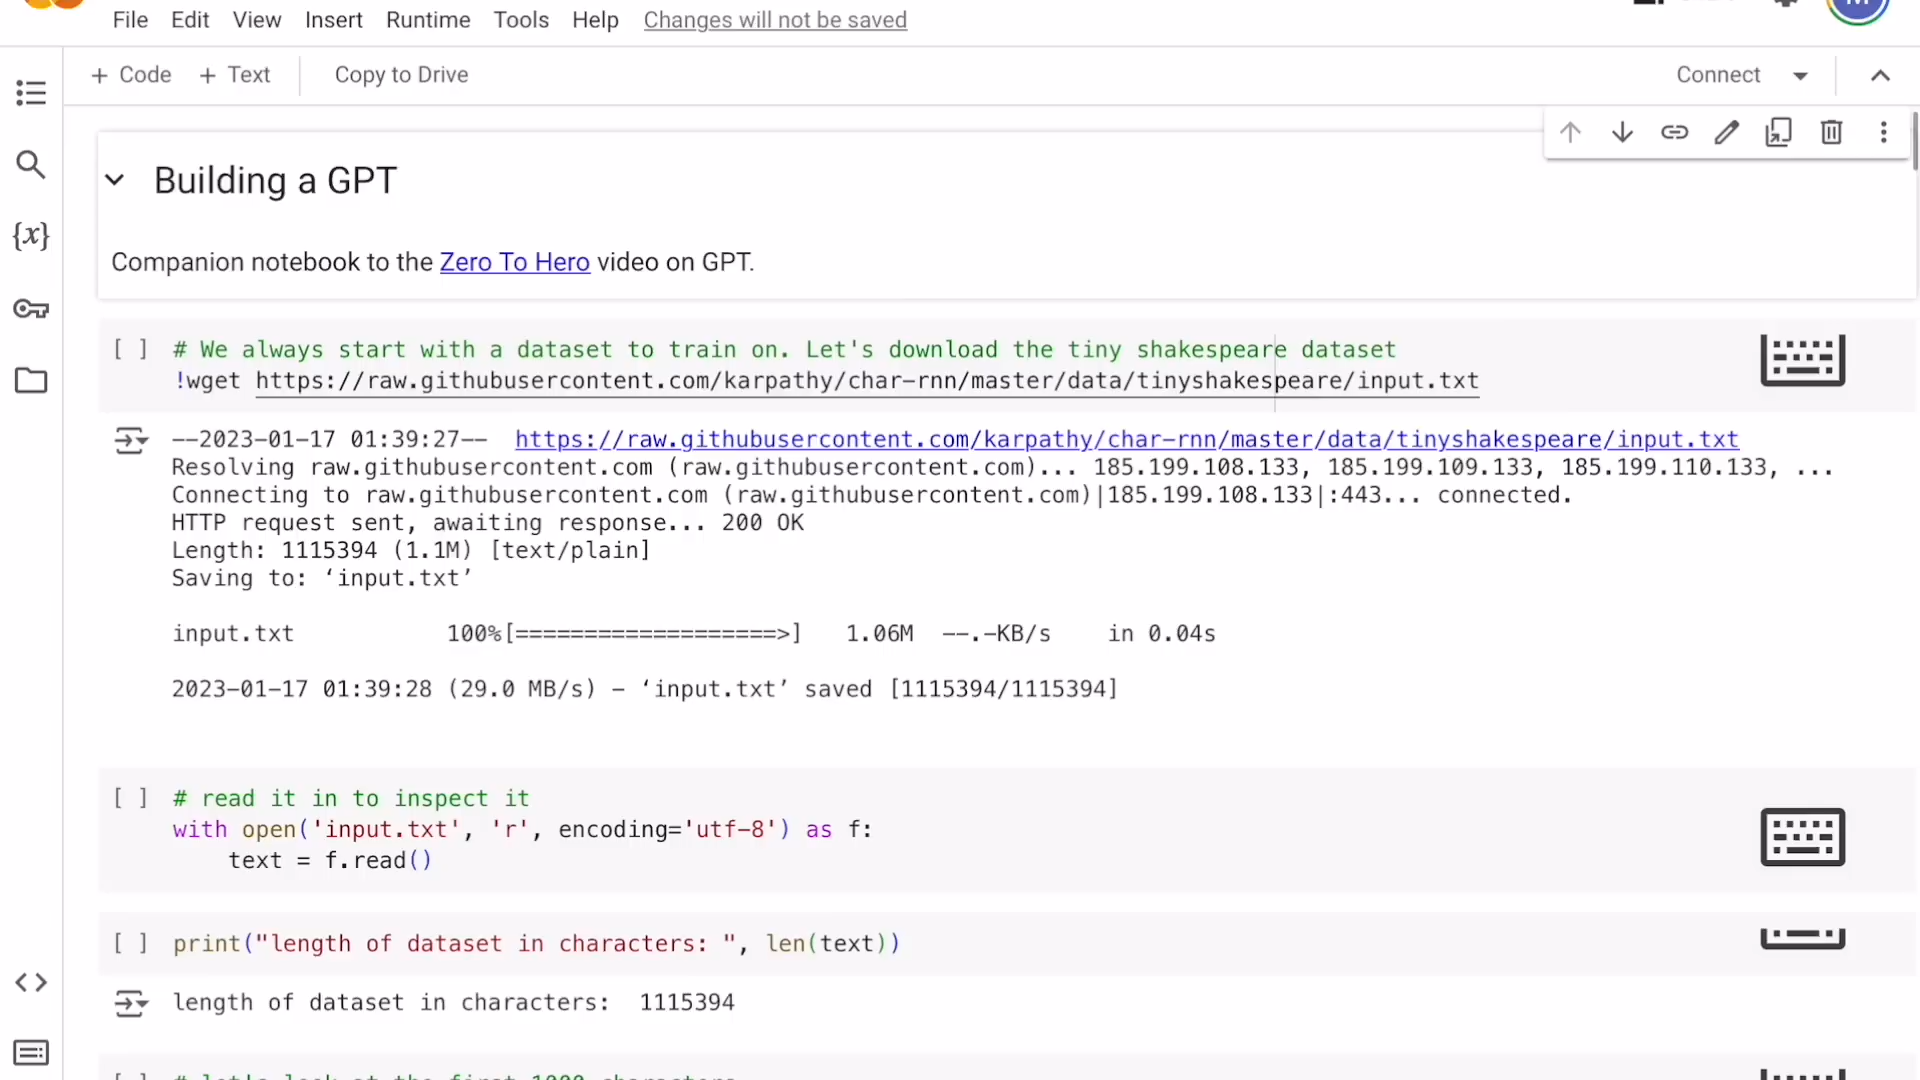 File Edit View Insert Runtime Tools Help Changes will not be saved
+ Code + Text Copy to Drive Connect
Building a GPT
Companion notebook to the Zero To Hero video on GPT.
[ ] # We always start with a dataset to train on. Let's download the tiny shakespeare dataset
!wget https://raw.githubusercontent.com/karpathy/char-rnn/master/data/tinyshakespeare/input.txt
--2023-01-17 01:39:27-- https://raw.githubusercontent.com/karpathy/char-rnn/master/data/tinyshakespeare/input.txt
Resolving raw.githubusercontent.com (raw.githubusercontent.com)... 185.199.108.133, 185.199.109.133, 185.199.110.133, ...
Connecting to raw.githubusercontent.com (raw.githubusercontent.com)|185.199.108.133|:443... connected.
HTTP request sent, awaiting response... 200 OK
Length: 1115394 (1.1M) [text/plain]
Saving to: ‘input.txt’
input.txt 100%[===================>] 1.06M --.-KB/s in 0.04s
2023-01-17 01:39:28 (29.0 MB/s) - ‘input.txt’ saved [1115394/1115394]
[ ] # read it in to inspect it
with open('input.txt', 'r', encoding='utf-8') as f:
text = f.read()
[ ] print("length of dataset in characters: ", len(text))
length of dataset in characters: 1115394
[ ] # let's look at the first 1000 characters